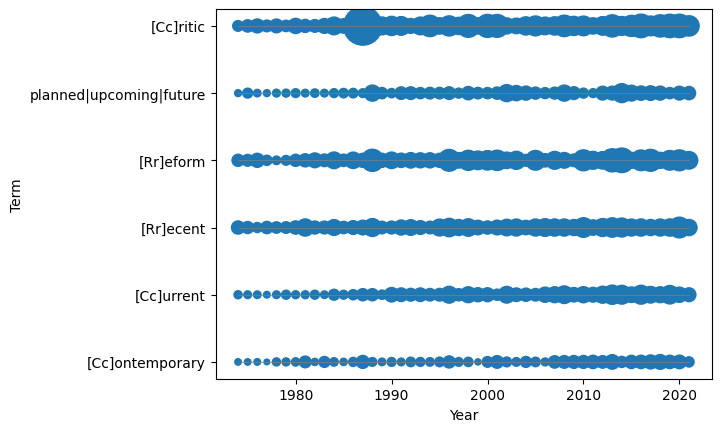 [Cc]ritic
planned|upcoming|future
[Rr]eform
[Rr]ecent
[Cc]urrent
[Cc]ontemporary
Term
1980 1990 2000 2010 2020
Year